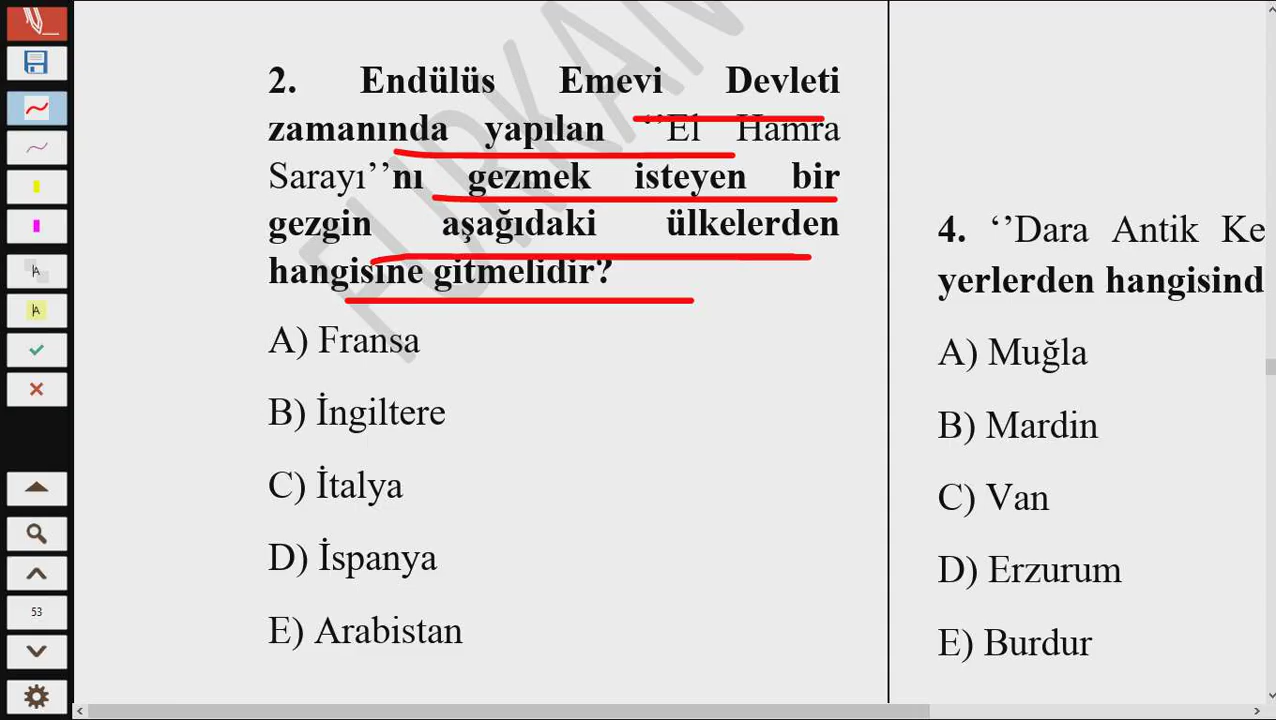 2. Endülüs Emevi Devleti
zamanında yapılan ‘’El Hamra
Sarayı’’nı gezmek isteyen bir
gezgin aşağıdaki ülkelerden
hangisine gitmelidir?
A) Fransa
B) İngiltere
C) İtalya
D) İspanya
E) Arabistan
4. ‘’Dara Antik Ke
yerlerden hangisind
A) Muğla
B) Mardin
C) Van
D) Erzurum
E) Burdur
FURKAN
A
A
53